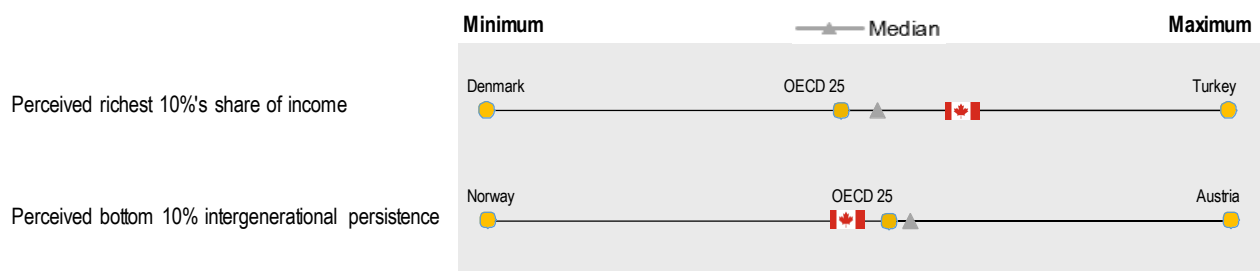 Minimum Median Maximum
Denmark OECD 25 Turkey
Perceived richest 10%'s share of income
Norway OECD 25 Austria
Perceived bottom 10% intergenerational persistence